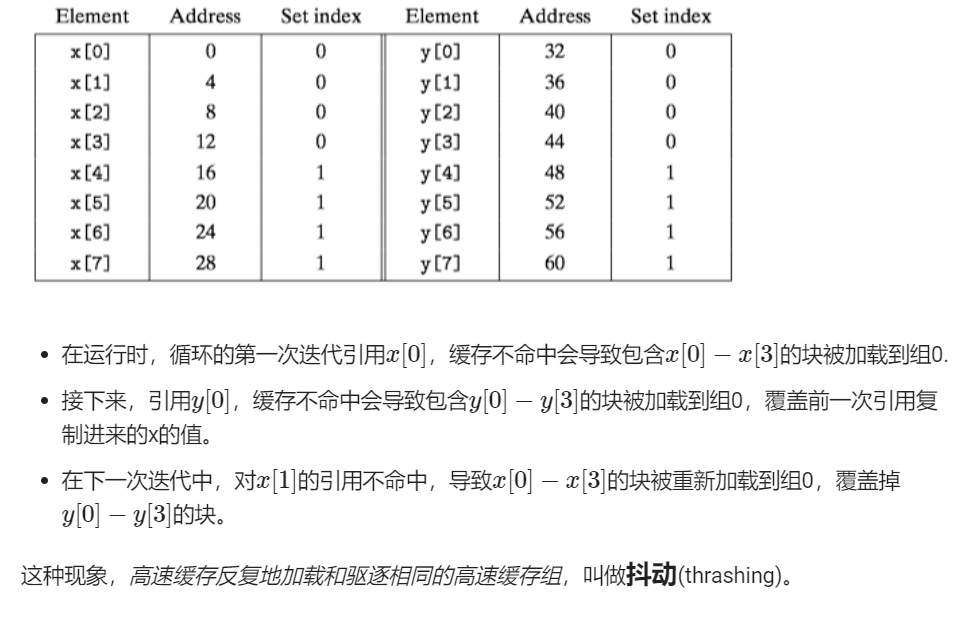 Element Address Set index Element Address Set index
x[0] 0 0 y[0] 32 0
x[1] 4 0 y[1] 36 0
x[2] 8 0 y[2] 40 0
x[3] 12 0 y[3] 44 0
x[4] 16 1 y[4] 48 1
x[5] 20 1 y[5] 52 1
x[6] 24 1 y[6] 56 1
x[7] 28 1 y[7] 60 1
• 在运行时，循环的第一次迭代引用x[0]，缓存不命中会导致包含x[0] − x[3]的块被加载到组0.
• 接下来，引用y[0]，缓存不命中会导致包含y[0] − y[3]的块被加载到组0，覆盖前一次引用复
制进来的x的值。
• 在下一次迭代中，对x[1]的引用不命中，导致x[0] − x[3]的块被重新加载到组0，覆盖掉
y[0] − y[3]的块。
这种现象，高速缓存反复地加载和驱逐相同的高速缓存组，叫做抖动(thrashing)。